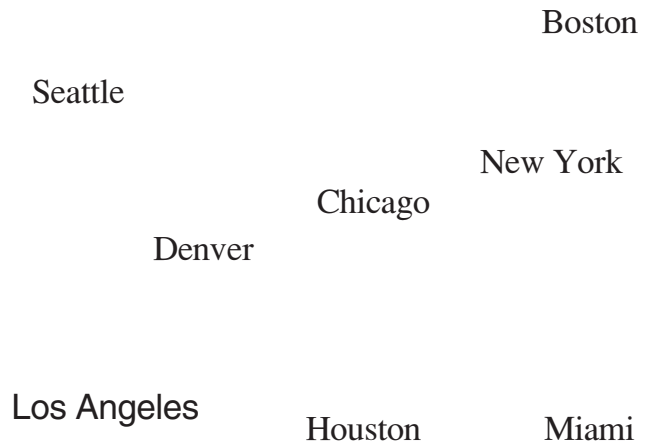 Boston
Seattle
New York
Chicago
Denver
Los Angeles
Houston
Miami